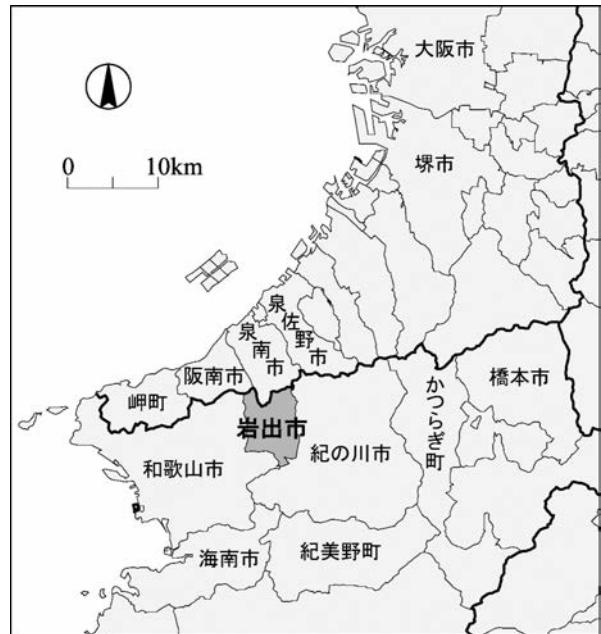 大阪市
0 10km
堺市
泉佐野市
泉南市
阪南市
岬町
かつらぎ町
橋本市
岩出市
和歌山市
紀の川市
海南市
紀美野町